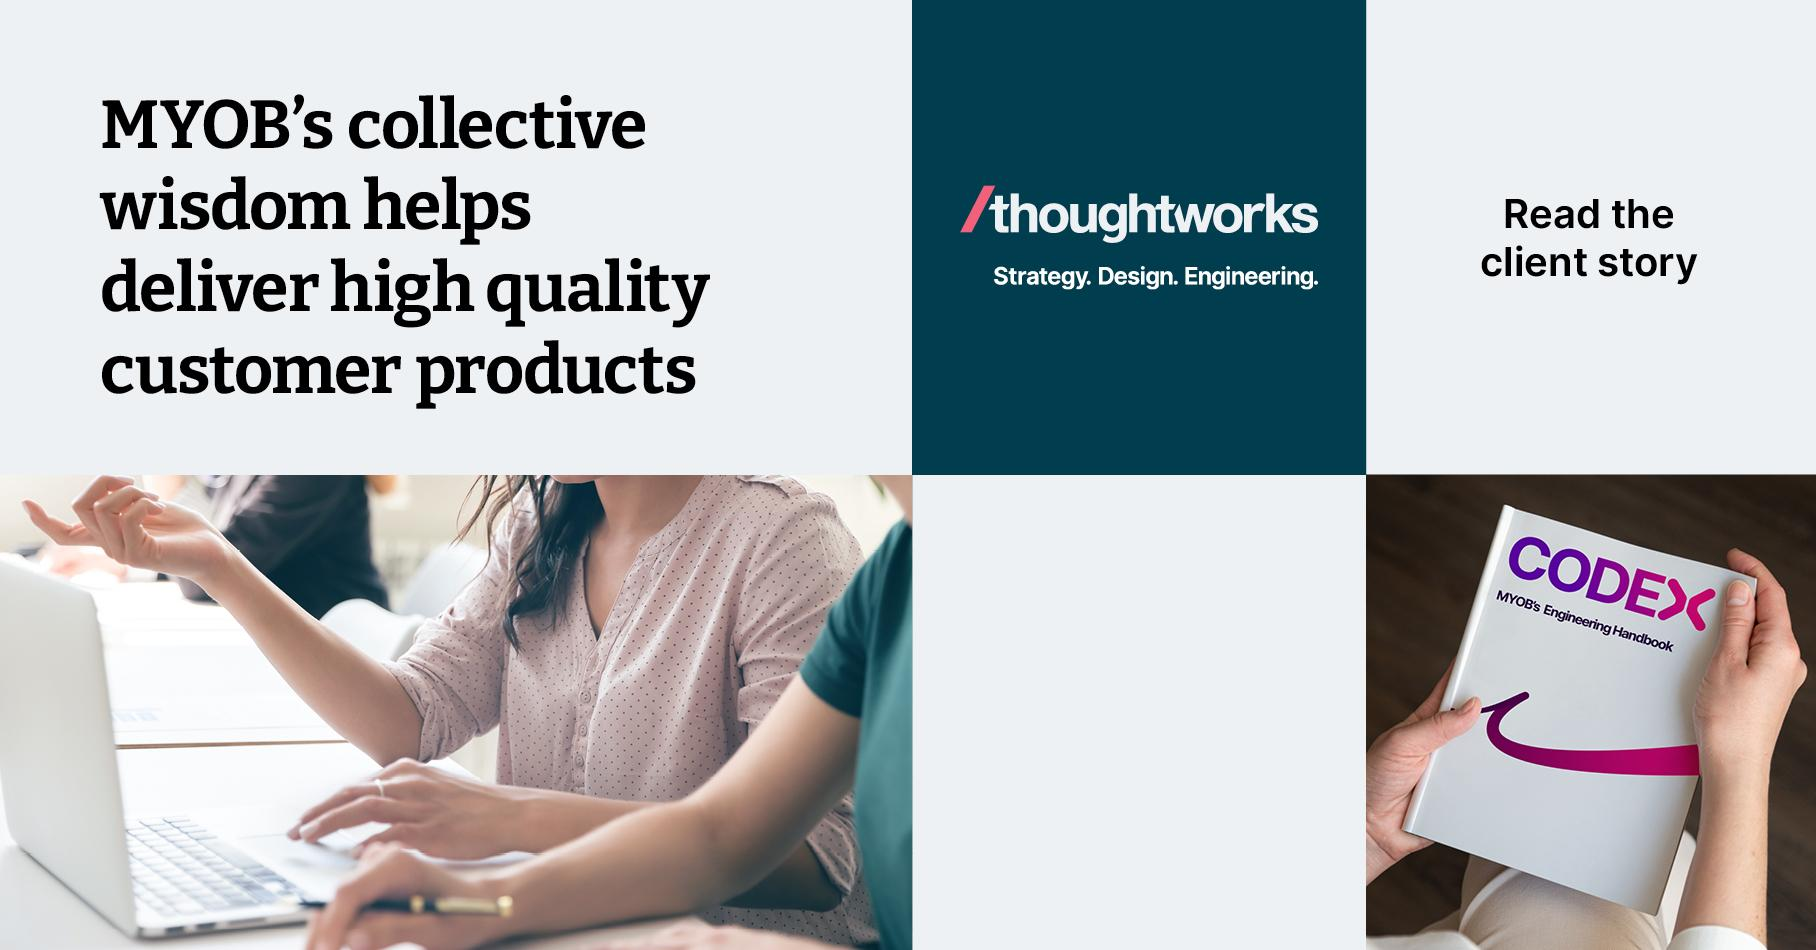 MYOB’s collective
wisdom helps
deliver high quality
customer products
/thoughtworks
Strategy. Design. Engineering.
Read the
client story
CODEX
MYOB's Engineering Handbook